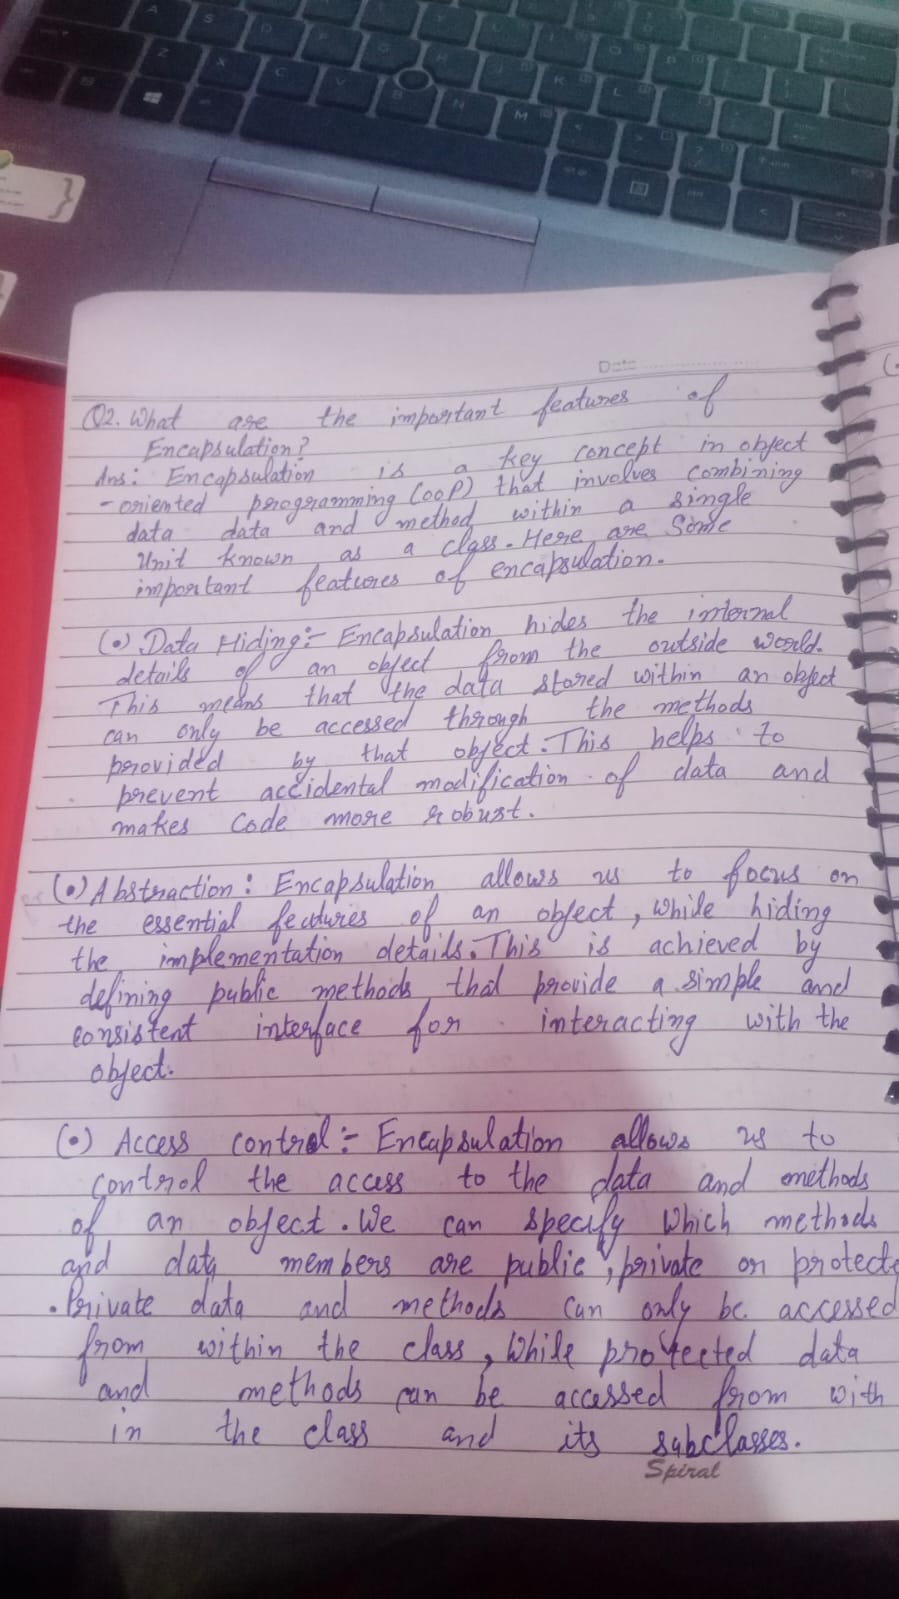 Date
Q2. What are the important features of
Encapsulation?
Ans: Encapsulation is a key concept in object
-oriented programming (OOP) that involves combining
data data and method within a single
Unit known as a class. Here are Some
important features of encapsulation.
(•) Data Hiding:- Encapsulation hides the internal
details of an object from the outside world.
This means that the data stored within an object
can only be accessed through the methods
provided by that object. This helps to
prevent accidental modification of data and
makes Code more robust.
(•) Abstraction: Encapsulation allows us to focus on
the essential features of an object, while hiding
the implementation details. This is achieved by
defining public methods that provide a simple and
consistent interface for interacting with the
object.
(•) Access control:- Encapsulation allows us to
control the access to the data and methods
of an object. We can specify which methods
and data members are public, private or protecte
. Private data and methods can only be accessed
from within the class, while protected data
and methods can be accessed from with
in the class and its subclasses.
Spiral